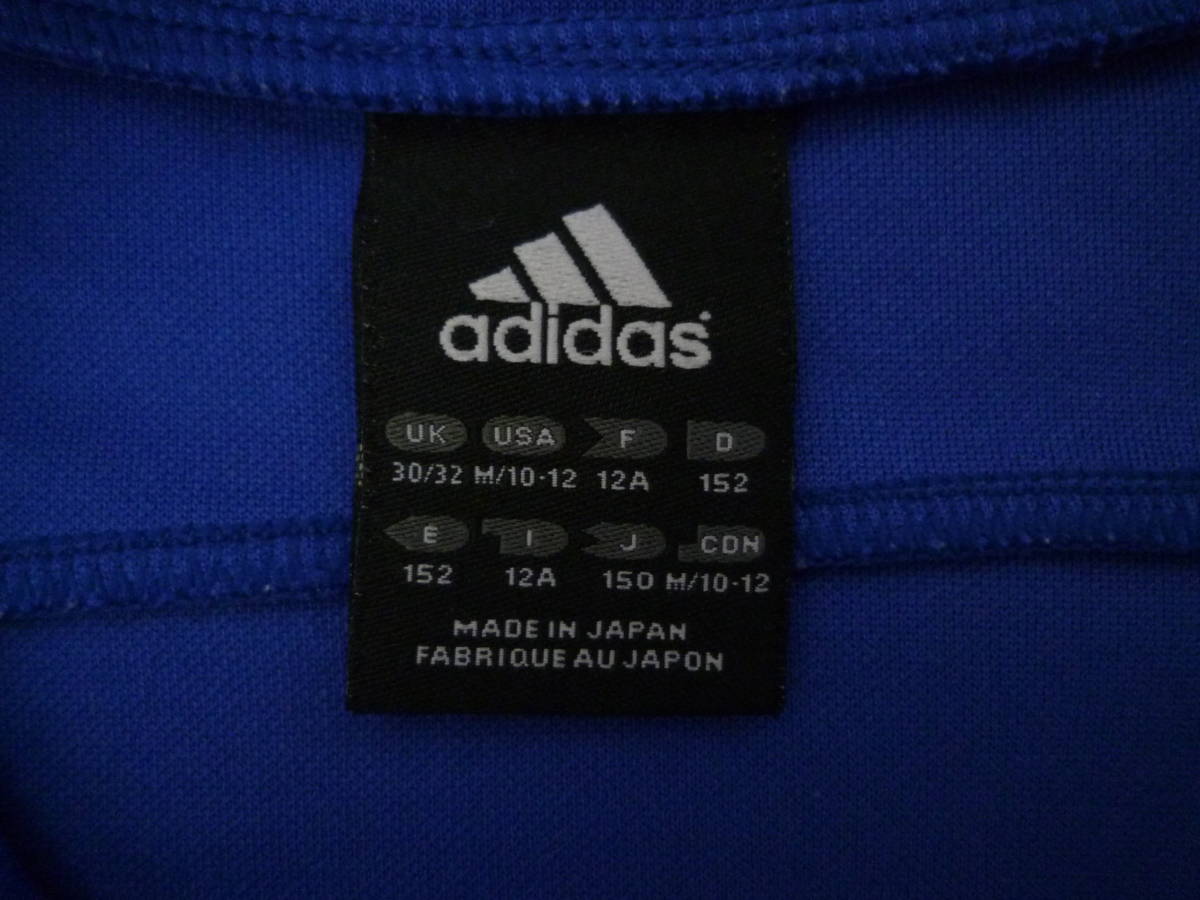 adidas
UK USA F D
30/32 M/10-12 12A 152
E I J CDN
152 12A 150 M/10-12
MADE IN JAPAN
FABRIQUE AU JAPON